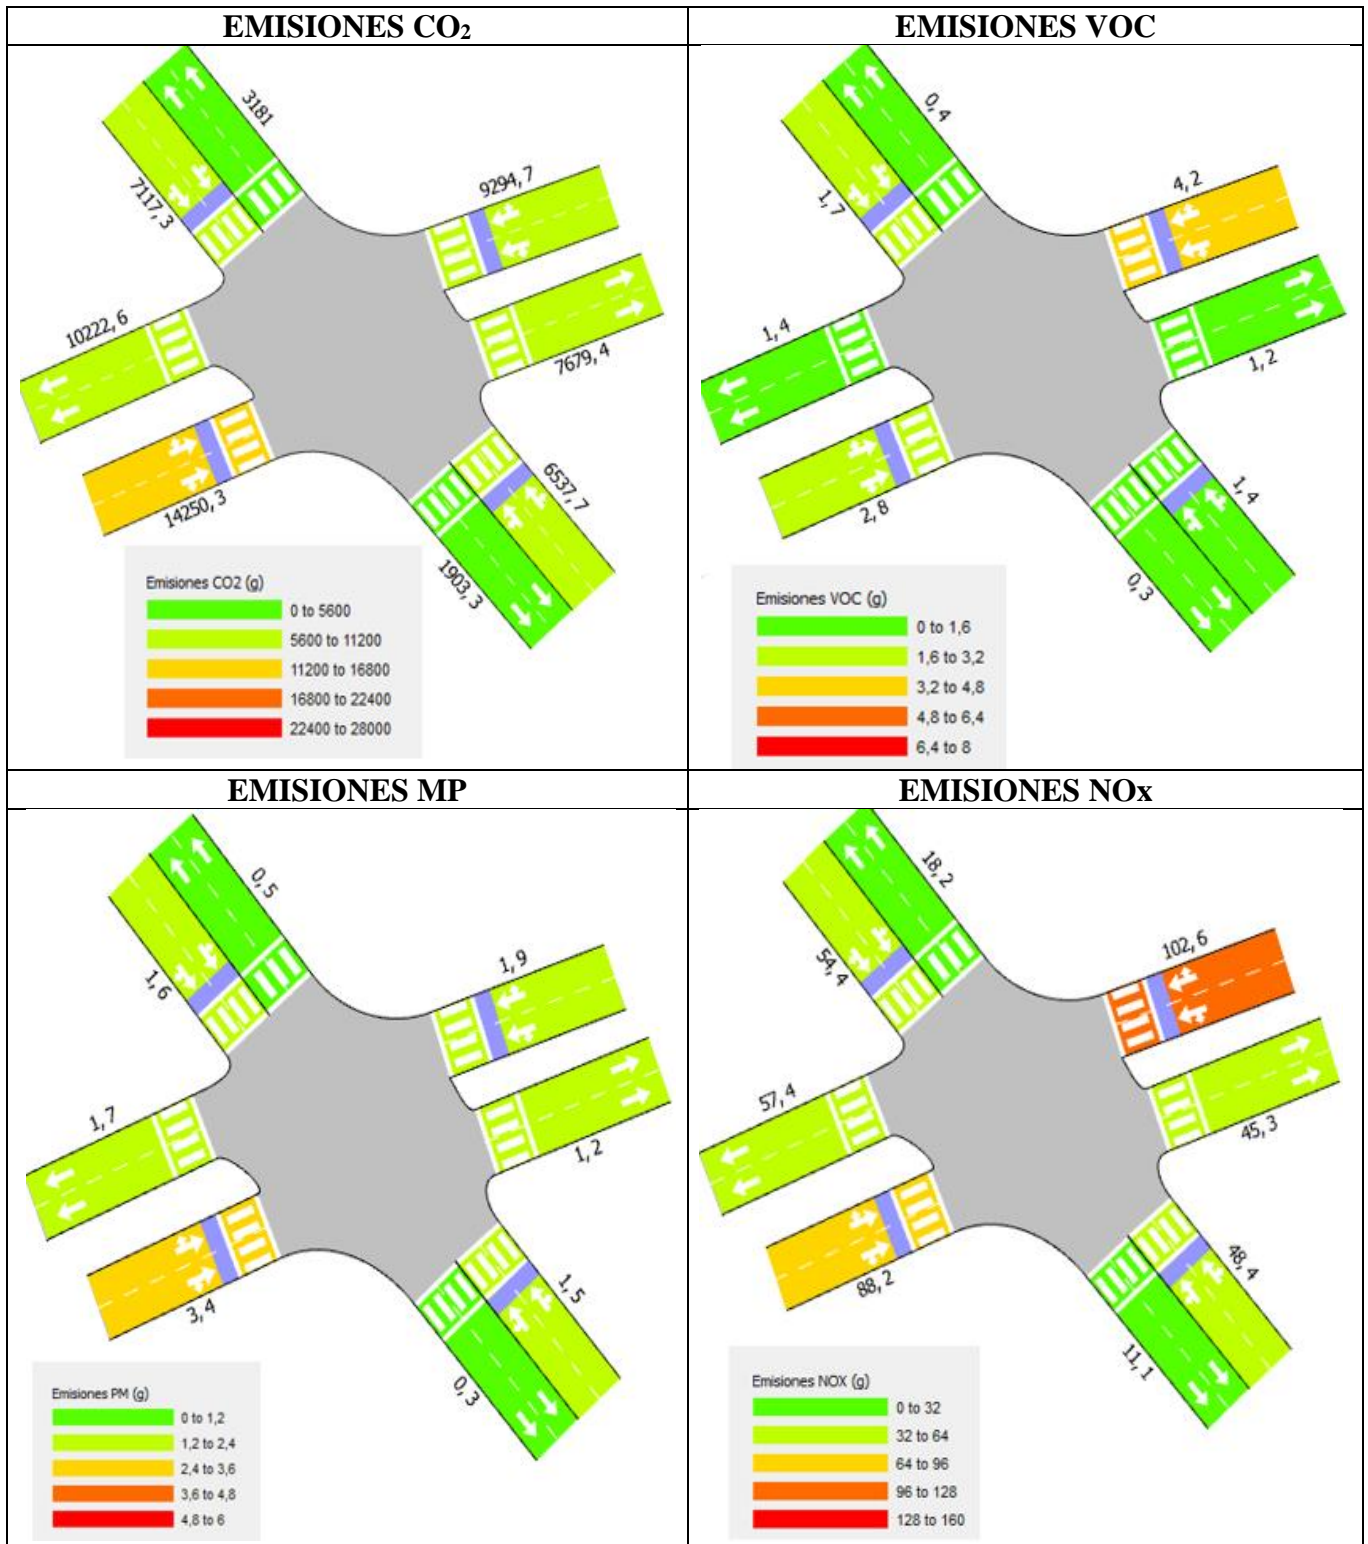 EMISIONES CO₂
3181
7117,3
9294,7
10222,6
7679,4
14250,3
6537,7
1903,3
Emisiones CO2 (g)
0 to 5600
5600 to 11200
11200 to 16800
16800 to 22400
22400 to 28000
EMISIONES VOC
0,4
1,7
4,2
1,4
1,2
2,8
1,4
0,3
Emisiones VOC (g)
0 to 1,6
1,6 to 3,2
3,2 to 4,8
4,8 to 6,4
6,4 to 8
EMISIONES MP
0,5
1,6
1,9
1,7
1,2
3,4
1,5
0,3
Emisiones PM (g)
0 to 1,2
1,2 to 2,4
2,4 to 3,6
3,6 to 4,8
4,8 to 6
EMISIONES NOx
18,2
54,4
102,6
57,4
45,3
88,2
48,4
11,1
Emisiones NOX (g)
0 to 32
32 to 64
64 to 96
96 to 128
128 to 160